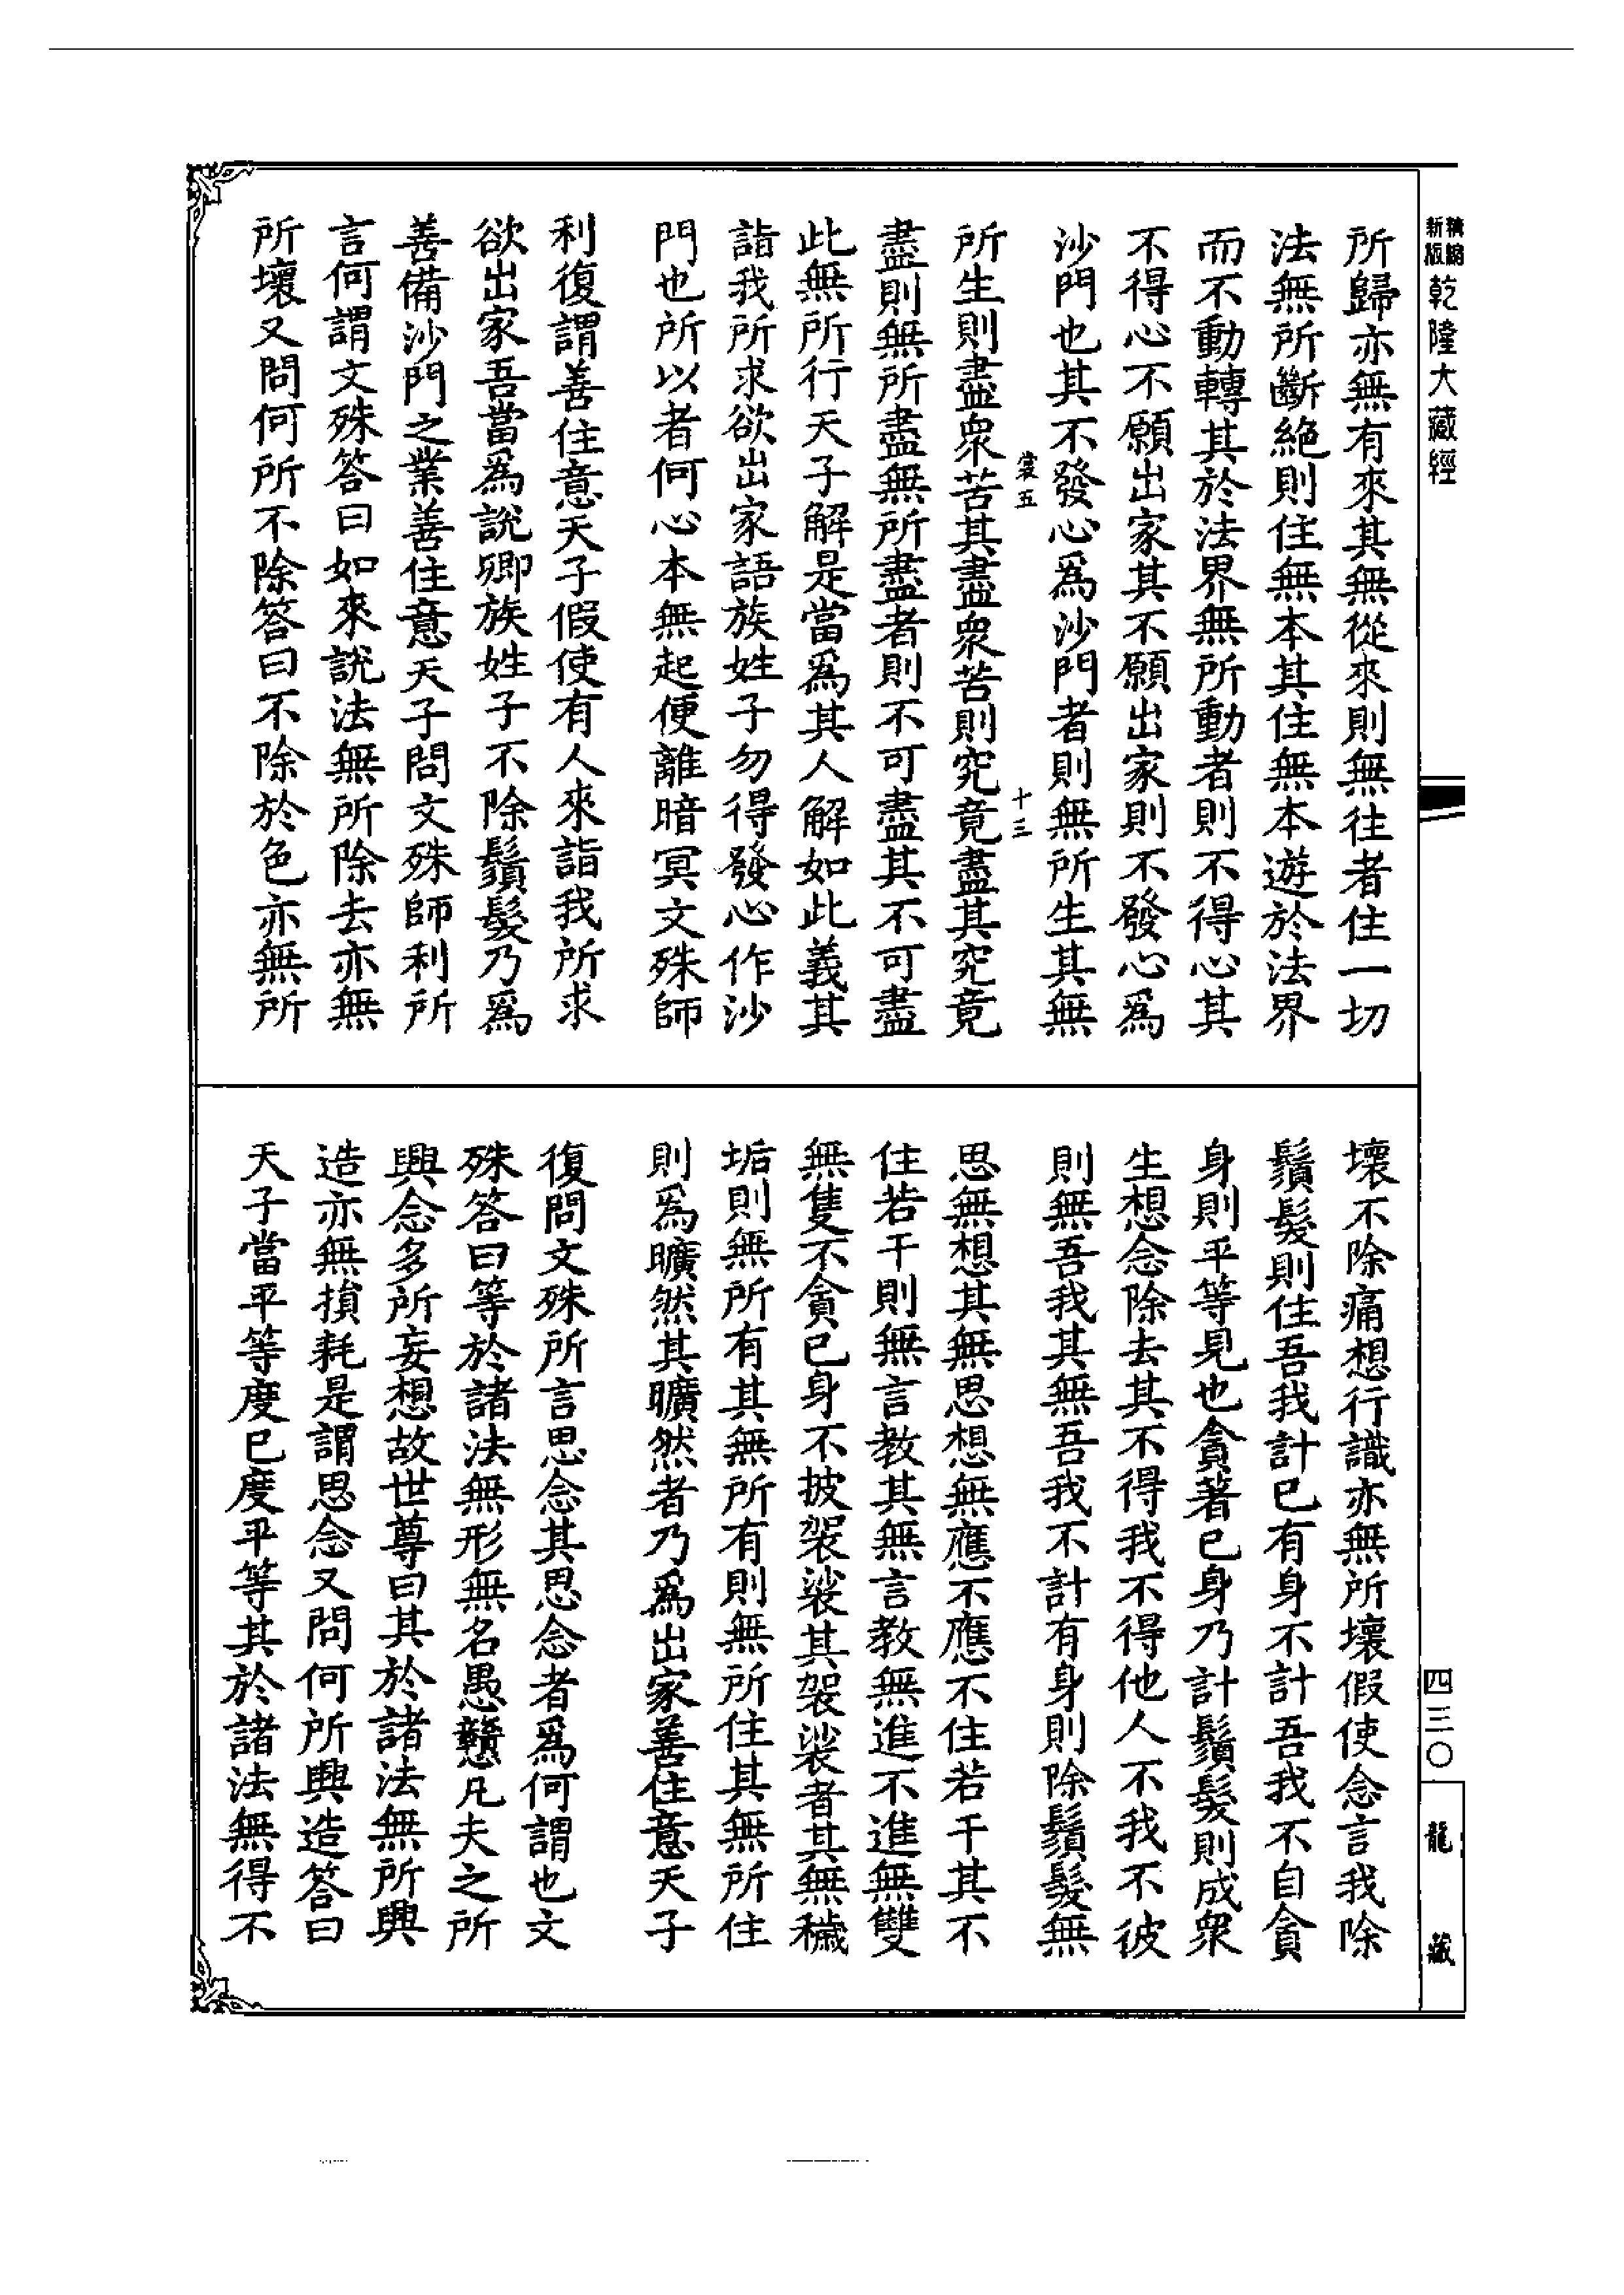 新版精縮乾隆大藏經
所歸亦無有來其無從來則無往者住一切
法無所斷絕則住無本其住無本遊於法界
而不動轉其於法界無所動者則不得心其
不得心不願出家其不願出家則不發心為
沙門也其不發心為沙門者則無所生其無
裳五 十三
所生則盡眾苦其盡眾苦則究竟盡其究竟
盡則無所盡無所盡者則不可盡其不可盡
此無所行天子解是當為其人解如此義其
詣我所求欲出家語族姓子勿得發心作沙
門也所以者何心本無起便離暗冥文殊師
利復謂善住意天子假使有人來詣我所求
欲出家吾當為說卿族姓子不除鬚髮乃為
善備沙門之業善住意天子問文殊師利所
言何謂文殊答曰如來說法無所除去亦無
所壞又問何所不除答曰不除於色亦無所
壞不除痛想行識亦無所壞假使念言我除
鬚髮則住吾我計已有身不計吾我不自貪
身則平等見也貪著已身乃計鬚髮則成眾
生想念除去其不得我不得他人不我不彼
則無吾我其無吾我不計有身則除鬚髮無
思無想其無思想無應不應不住若干其不
住若干則無言教其無言教無進不進無雙
無隻不貪已身不披袈裟其袈裟者其無穢
垢則無所有其無所有則無所住其無所住
則為曠然其曠然者乃為出家善住意天子
復問文殊所言思念其思念者為何謂也文
殊答曰等於諸法無形無名愚戇凡夫之所
興念多所妄想故世尊曰其於諸法無所興
造亦無損耗是謂思念又問何所興造答曰
天子當平等度已度平等其於諸法無得不
四三〇
龍藏